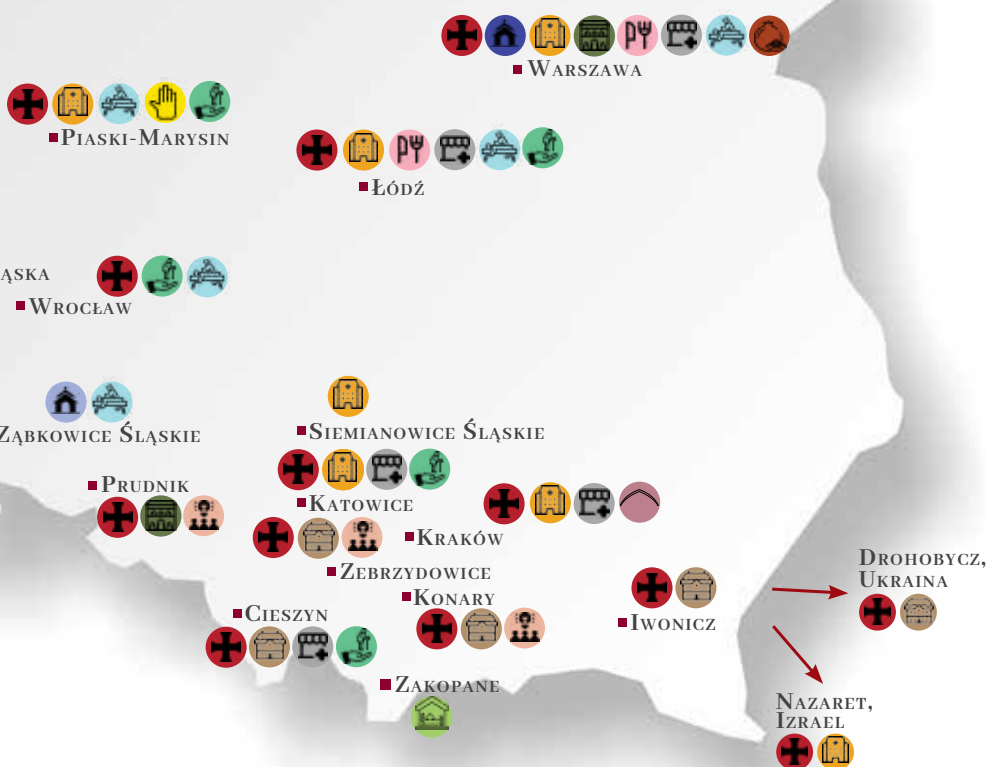 Warszawa
Piaski-Marysin
Łódź
ąska
Wrocław
Ząbkowice Śląskie
Siemianowice Śląskie
Prudnik
Katowice
Kraków
Zebrzydowice
Drohobycz,
Ukraina
Konary
Cieszyn
Iwonicz
Zakopane
Nazaret,
Izrael